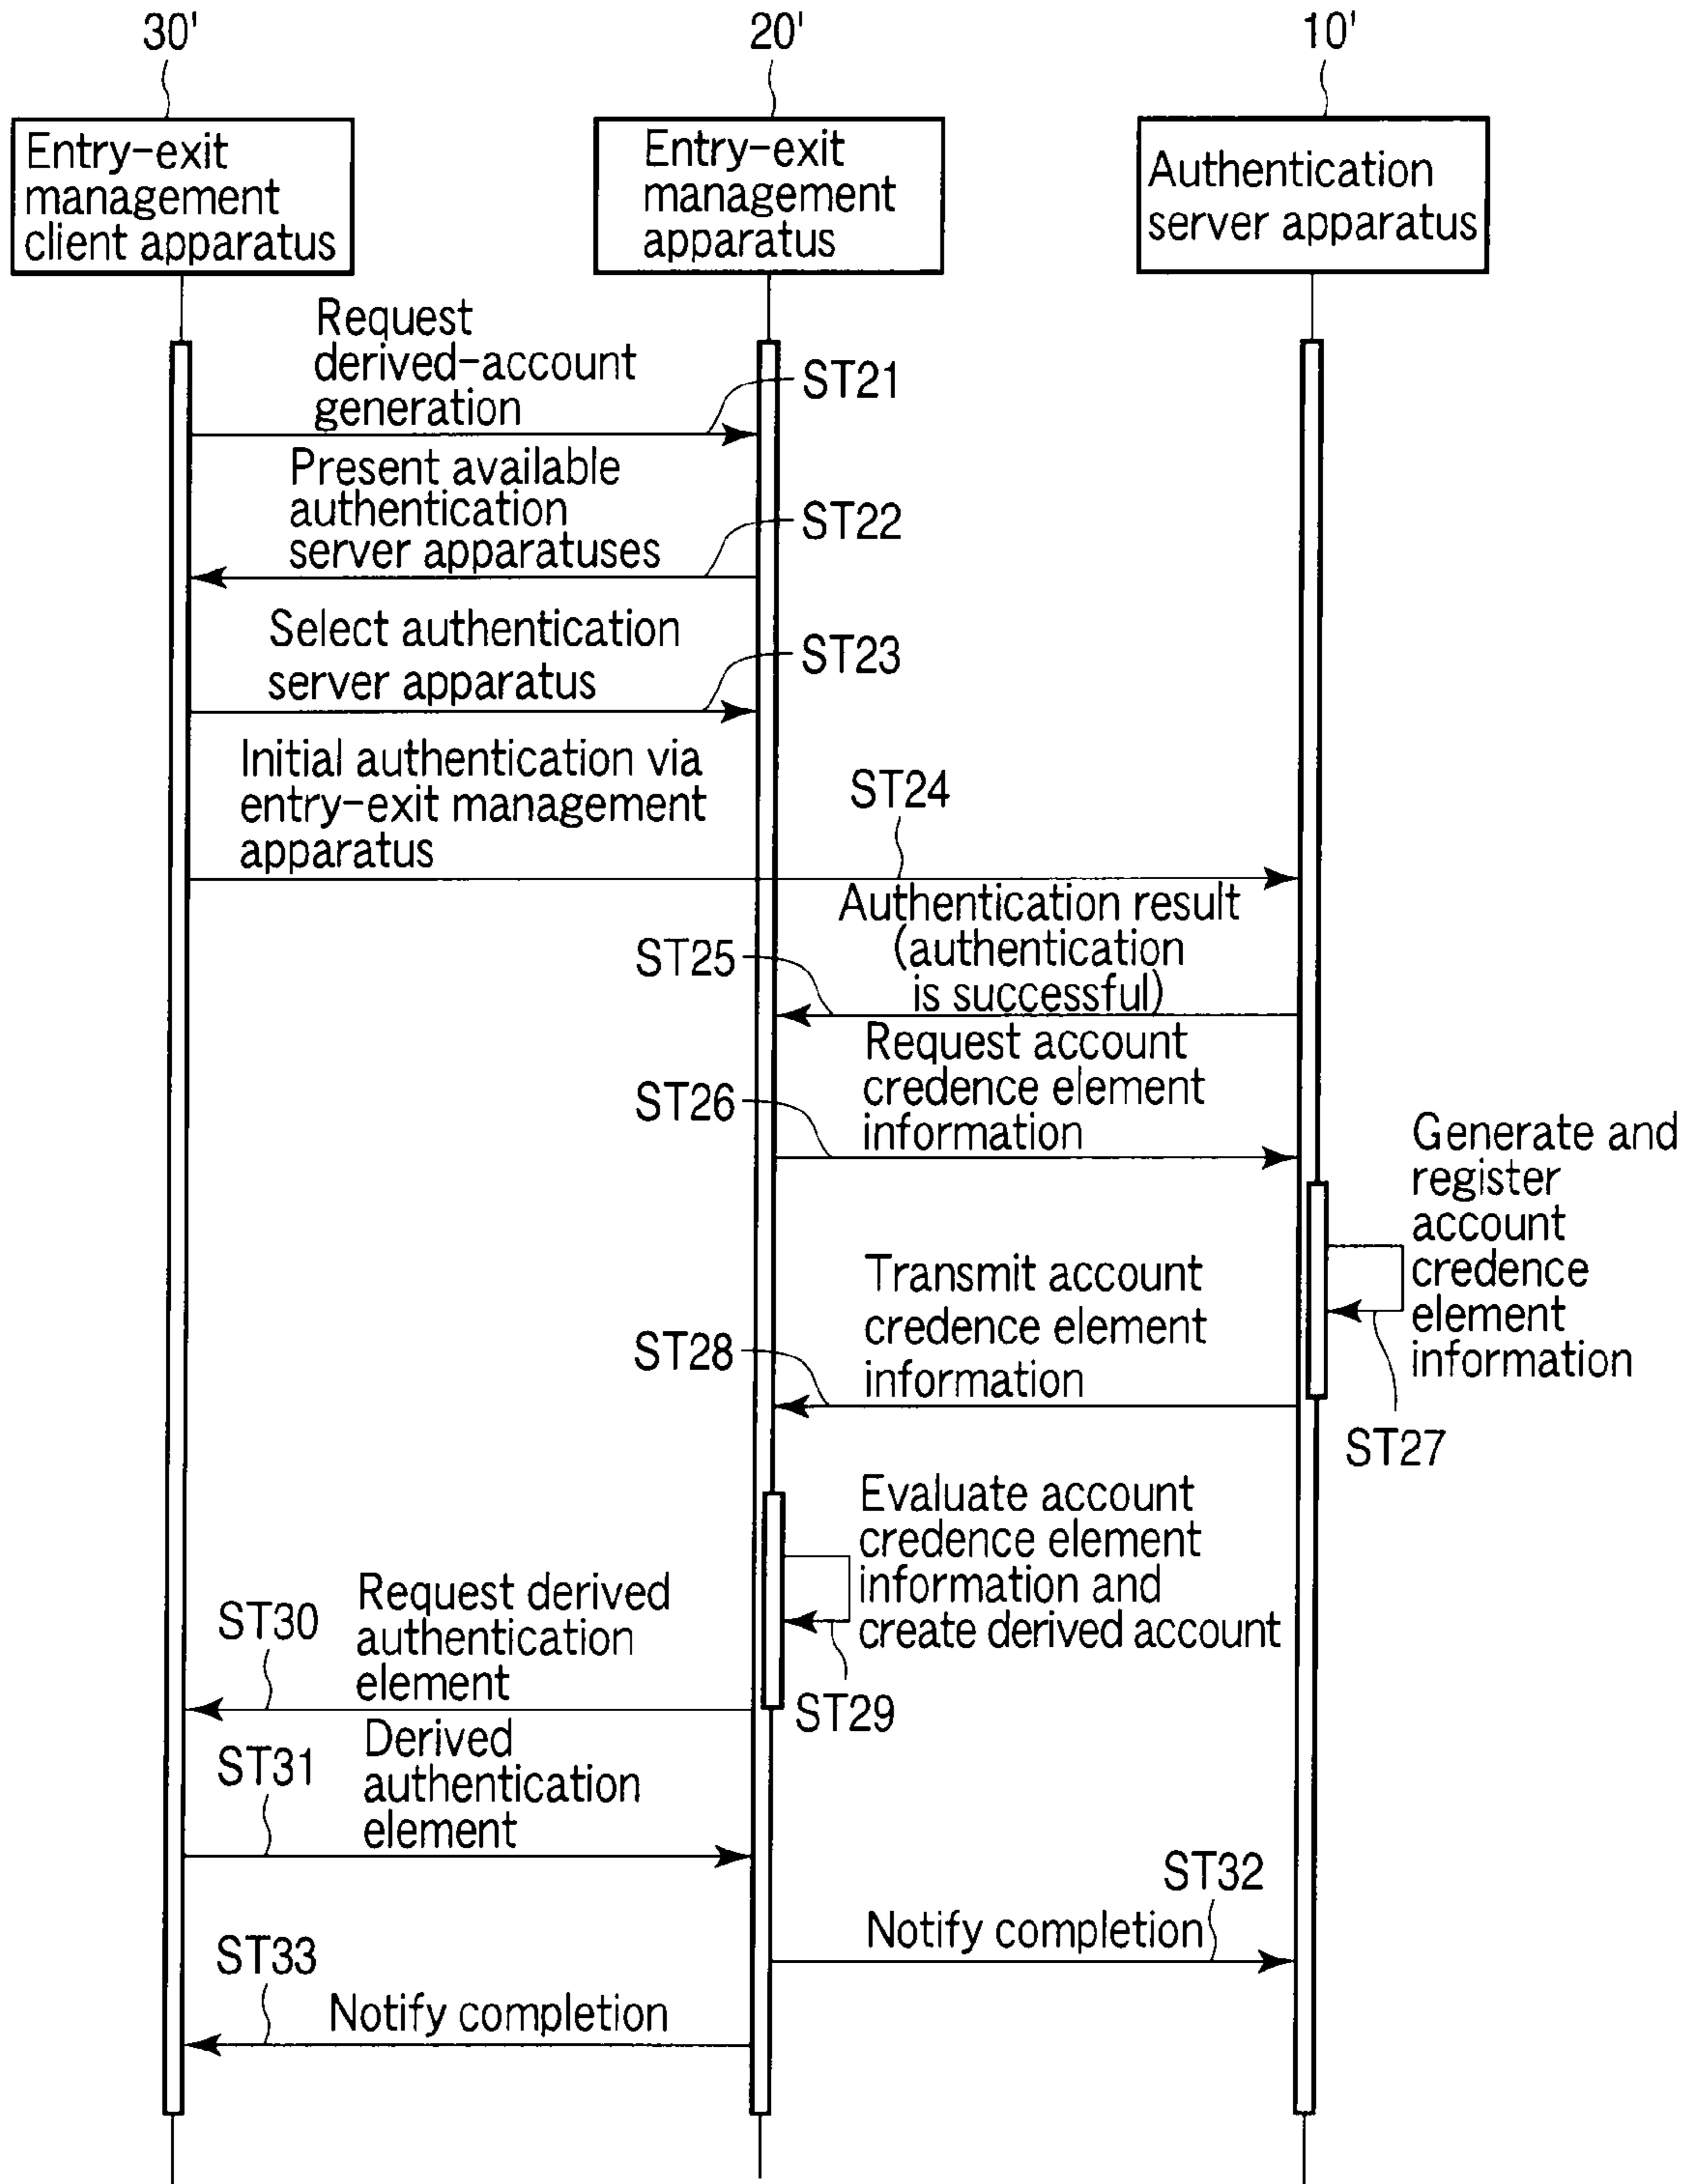 30'
20'
10'
Entry-exit
management
client apparatus
Entry-exit
management
apparatus
Authentication
server apparatus
Request
derived-account
generation
ST21
Present available
authentication
server apparatuses
ST22
Select authentication
server apparatus
ST23
Initial authentication via
entry-exit management
apparatus
ST24
Authentication result
(authentication
is successful)
ST25
Request account
credence element
information
ST26
Generate and
register
account
credence
element
information
ST27
Transmit account
credence element
information
ST28
Evaluate account
credence element
information and
create derived account
ST29
Request derived
authentication
element
ST30
Derived
authentication
element
ST31
ST32
Notify completion
ST33
Notify completion